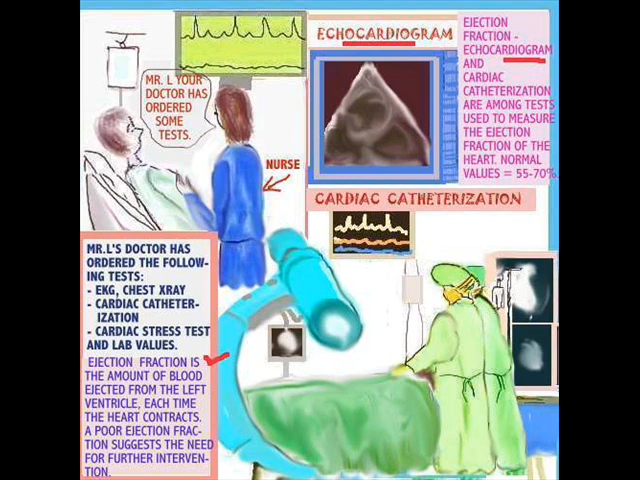 ECHOCARDIOGRAM
EJECTION
FRACTION -
ECHOCARDIOGRAM
AND
CARDIAC
CATHETERIZATION
ARE AMONG TESTS
USED TO MEASURE
THE EJECTION
FRACTION OF THE
HEART. NORMAL
VALUES = 55-70%.
MR. L YOUR
DOCTOR HAS
ORDERED
SOME
TESTS.
NURSE
CARDIAC CATHETERIZATION
MR.L'S DOCTOR HAS
ORDERED THE FOLLOW-
ING TESTS:
- EKG, CHEST XRAY
- CARDIAC CATHETER-
IZATION
- CARDIAC STRESS TEST
AND LAB VALUES.
EJECTION FRACTION IS
THE AMOUNT OF BLOOD
EJECTED FROM THE LEFT
VENTRICLE, EACH TIME
THE HEART CONTRACTS.
A POOR EJECTION FRAC-
TION SUGGESTS THE NEED
FOR FURTHER INTERVEN-
TION.